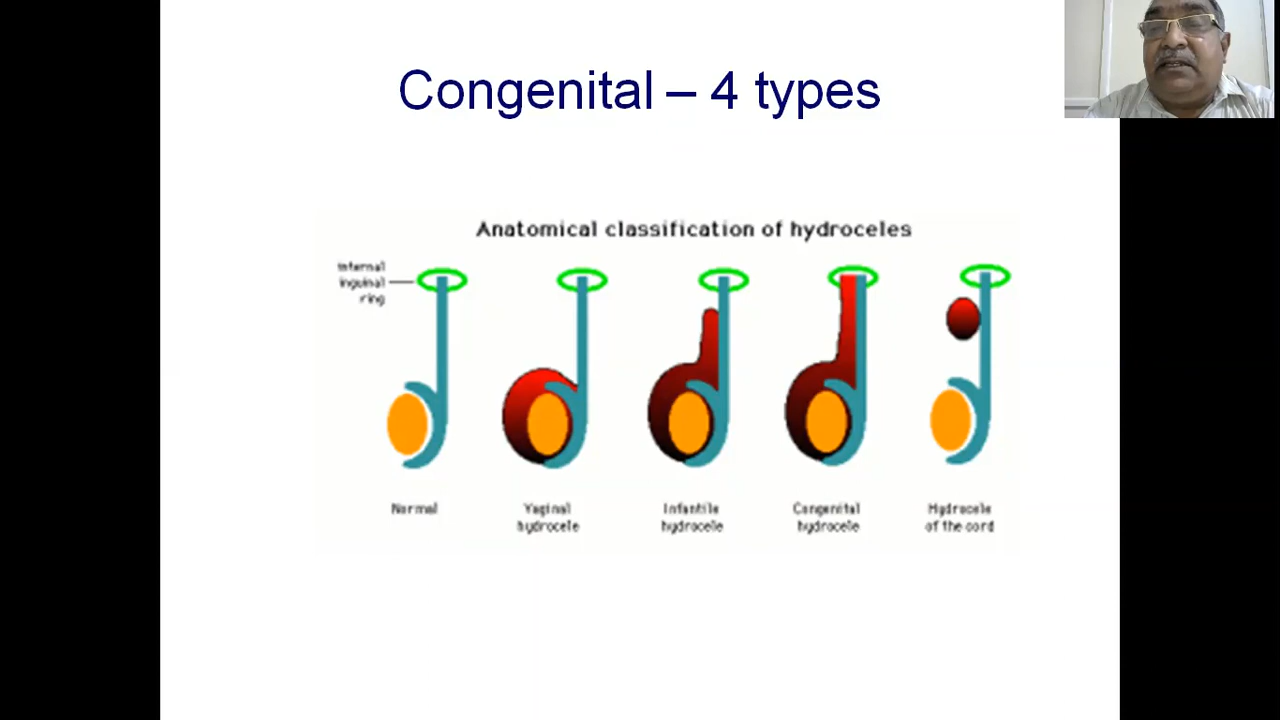 Congenital – 4 types
Anatomical classification of hydroceles
internal
inguinal
ring
Normal
Vaginal
hydrocele
Infantile
hydrocele
Congenital
hydrocele
Hydrocele
of the cord